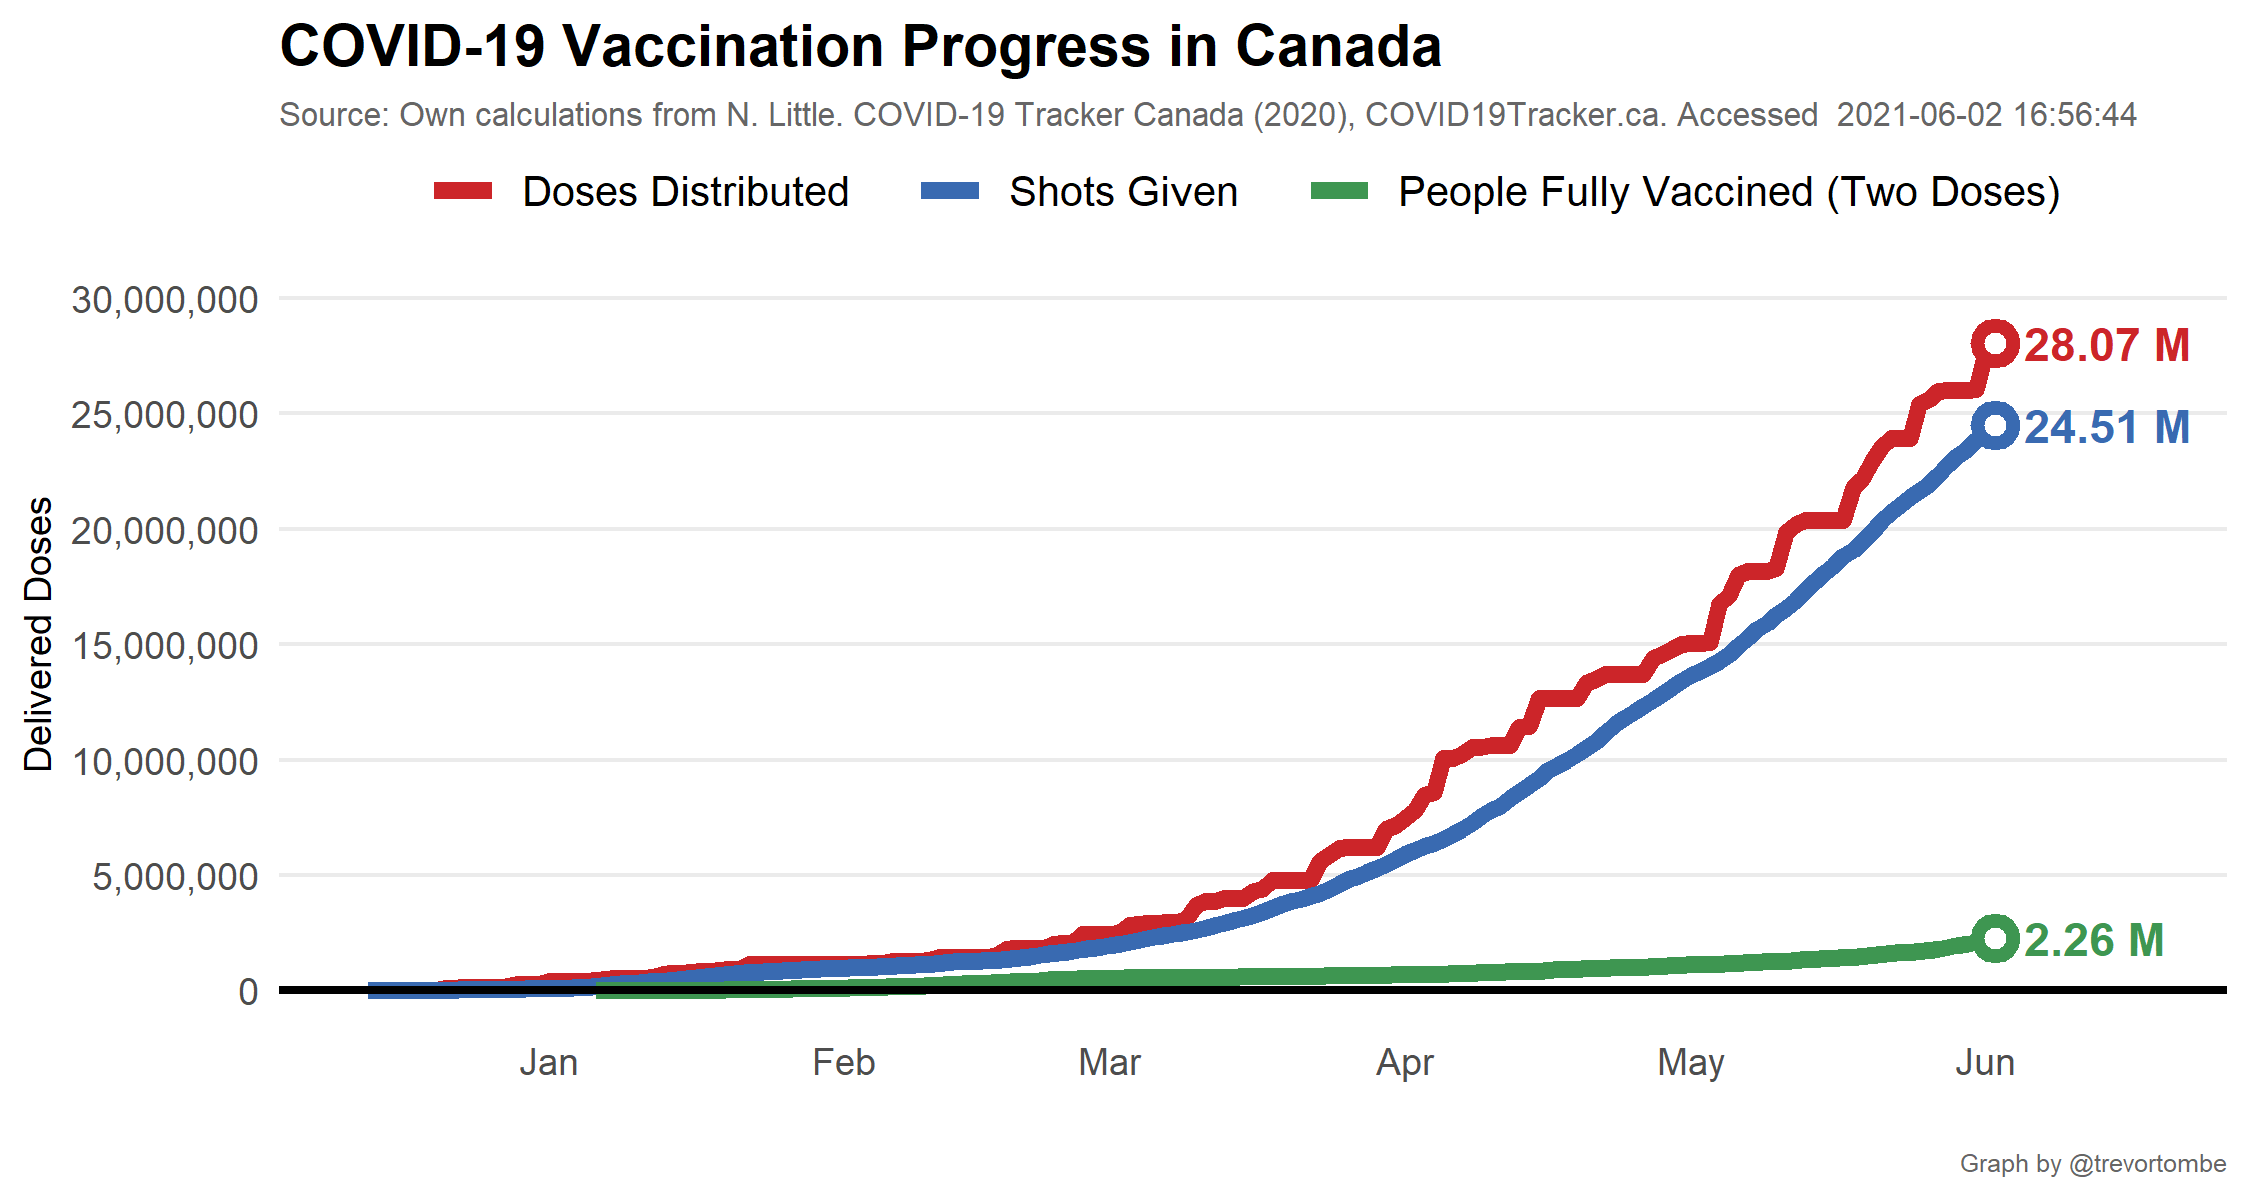 COVID-19 Vaccination Progress in Canada
Source: Own calculations from N. Little. COVID-19 Tracker Canada (2020), COVID19Tracker.ca. Accessed  2021-06-02 16:56:44
Doses Distributed
Shots Given
People Fully Vaccined (Two Doses)
Delivered Doses
30,000,000
25,000,000
20,000,000
15,000,000
10,000,000
5,000,000
0
28.07 M
24.51 M
2.26 M
Jan
Feb
Mar
Apr
May
Jun
Graph by @trevortombe